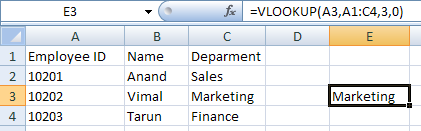 E3 fx =VLOOKUP(A3,A1:C4,3,0)
A B C D E
1 Employee ID Name Deparment
2 10201 Anand Sales
3 10202 Vimal Marketing Marketing
4 10203 Tarun Finance